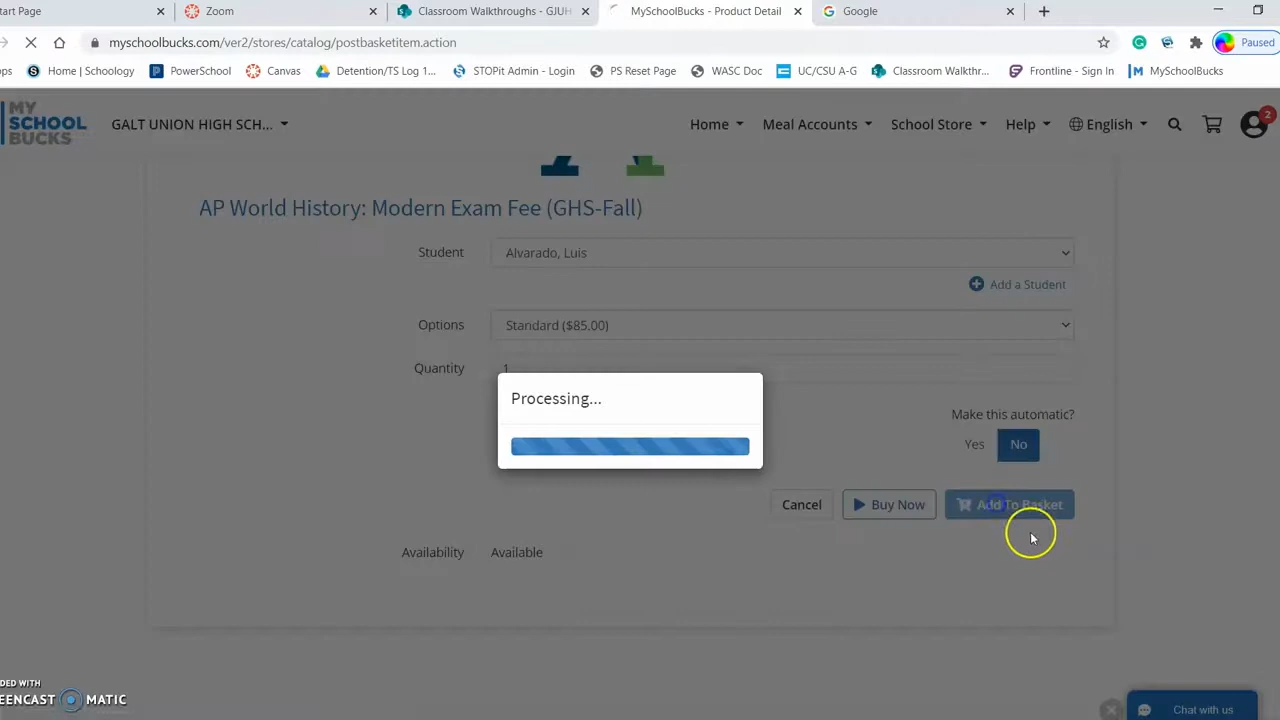 tart Page
Zoom
Classroom Walkthroughs - GJUH
MySchoolBucks - Product Detail
Google
myschoolbucks.com/ver2/stores/catalog/postbasketitem.action
Paused
ps
Home | Schoology
PowerSchool
Canvas
Detention/TS Log 1...
STOPit Admin - Login
PS Reset Page
WASC Doc
UC/CSU A-G
Classroom Walkthr...
Frontline - Sign In
MySchoolBucks
MY SCHOOL BUCKS
GALT UNION HIGH SCH...
Home
Meal Accounts
School Store
Help
English
2
AP World History: Modern Exam Fee (GHS-Fall)
Student
Alvarado, Luis
Add a Student
Options
Standard ($85.00)
Quantity
1
Processing...
Make this automatic?
Yes
No
Cancel
Buy Now
Add To Basket
Availability
Available
DED WITH
EENCAST MATIC
Chat with us